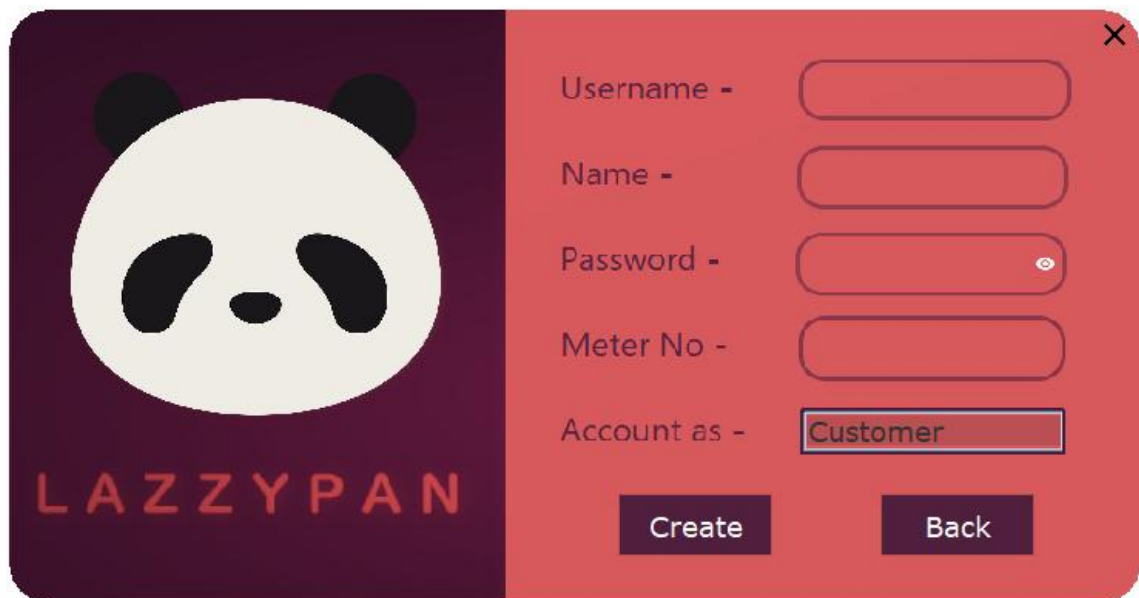 LAZZYPAN
Username -
Name -
Password -
Meter No -
Account as - Customer
Create Back